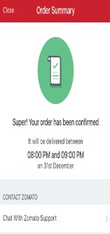 Close Order Summary
Super! Your order has been confirmed
It will be delivered between
08:00 PM and 09:00 PM
on 31st December
CONTACT ZOMATO
Chat With Zomato Support